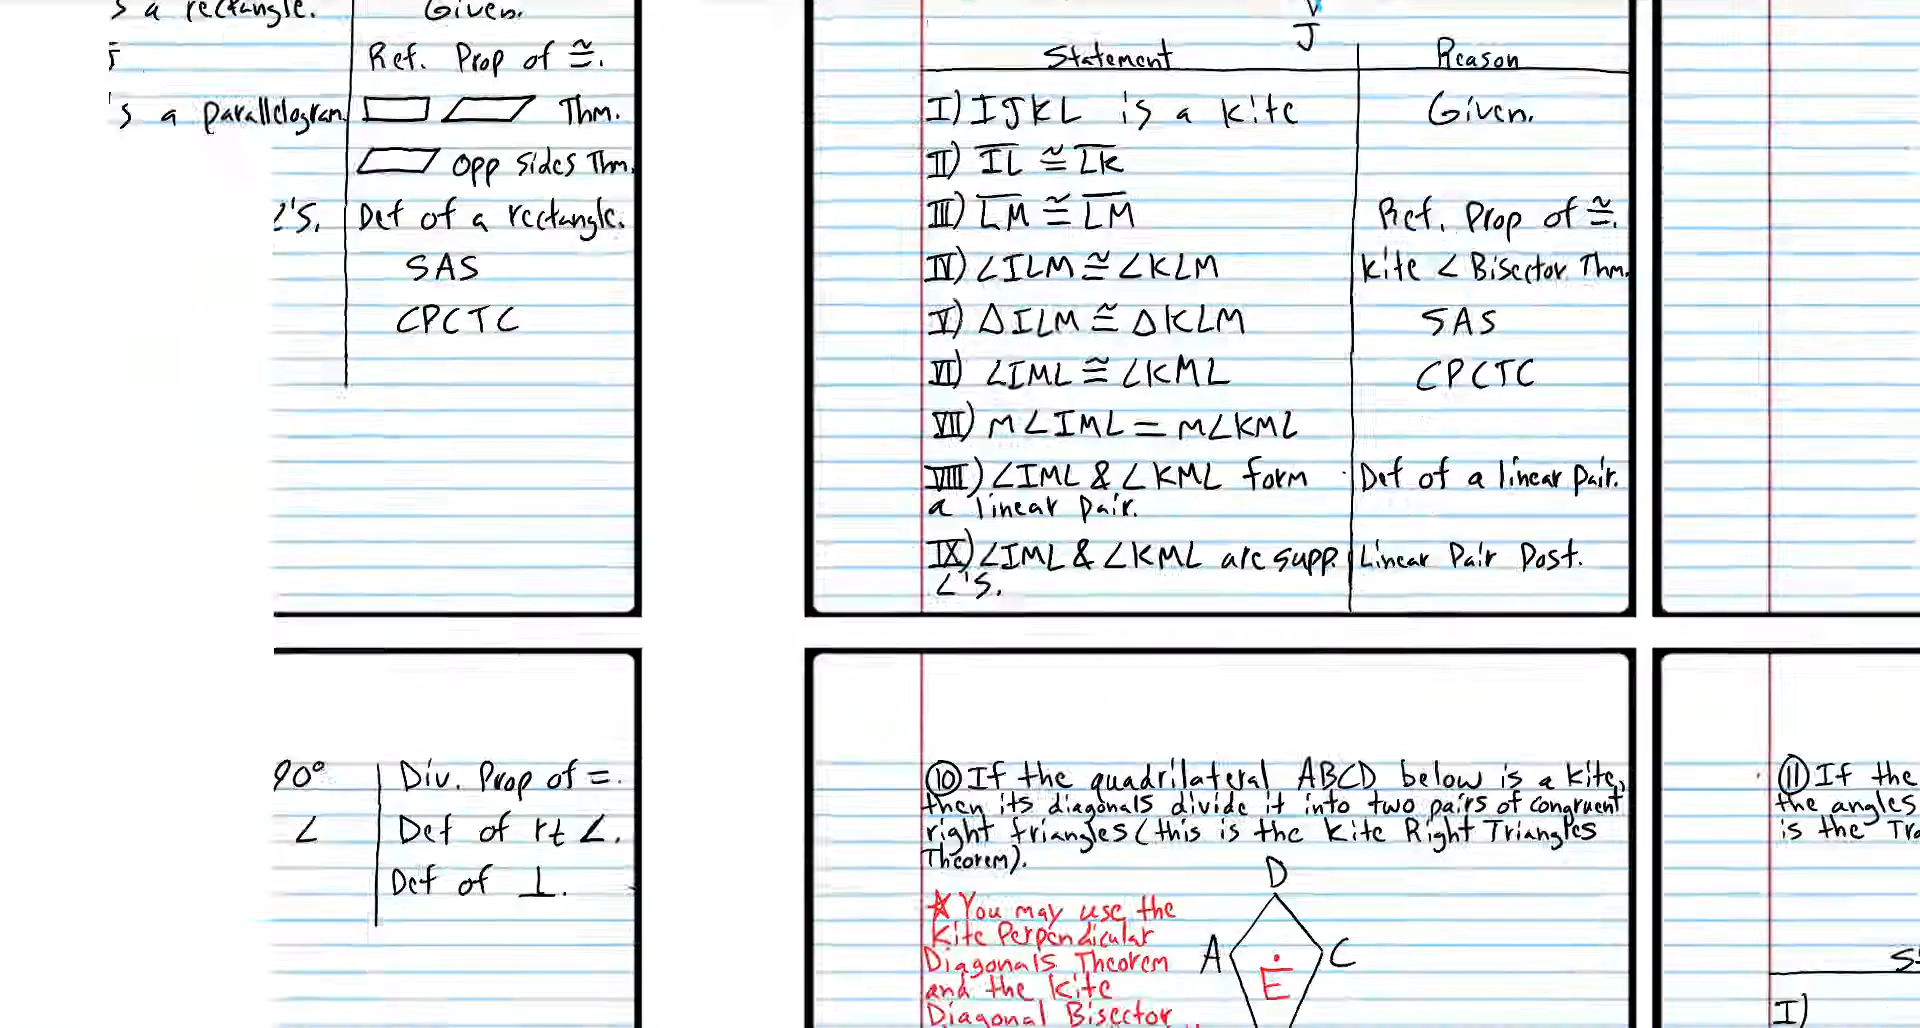 s a rectangle. Given.
Ref. Prop of ≅.
's a parallelogram. Thm.
opp sides Thm.
∠'s. Def of a rectangle.
SAS
CPCTC
J
Statement Reason
I) IJKL is a kite Given.
II) IL ≅ LK
III) LM ≅ LM Ref. Prop of ≅.
IV) ∠ILM ≅ ∠KLM Kite ∠ Bisector Thm.
V) △ILM ≅ △KLM SAS
VI) ∠IML ≅ ∠KML CPCTC
VII) m∠IML = m∠KML
VIII) ∠IML & ∠KML form Def of a linear pair.
a linear pair.
IX) ∠IML & ∠KML are supp. Linear Pair Post.
∠'s.
90° Div. Prop of =.
∠ Def of rt ∠.
Def of ⊥.
⑩ If the quadrilateral ABCD below is a kite,
then its diagonals divide it into two pairs of congruent
right triangles (this is the Kite Right Triangles
Theorem).
D
★ You may use the
Kite Perpendicular
Diagonals Theorem
and the Kite
Diagonal Bisector
A C
E
⑪ If the
the angles
is the Tra
St
I)